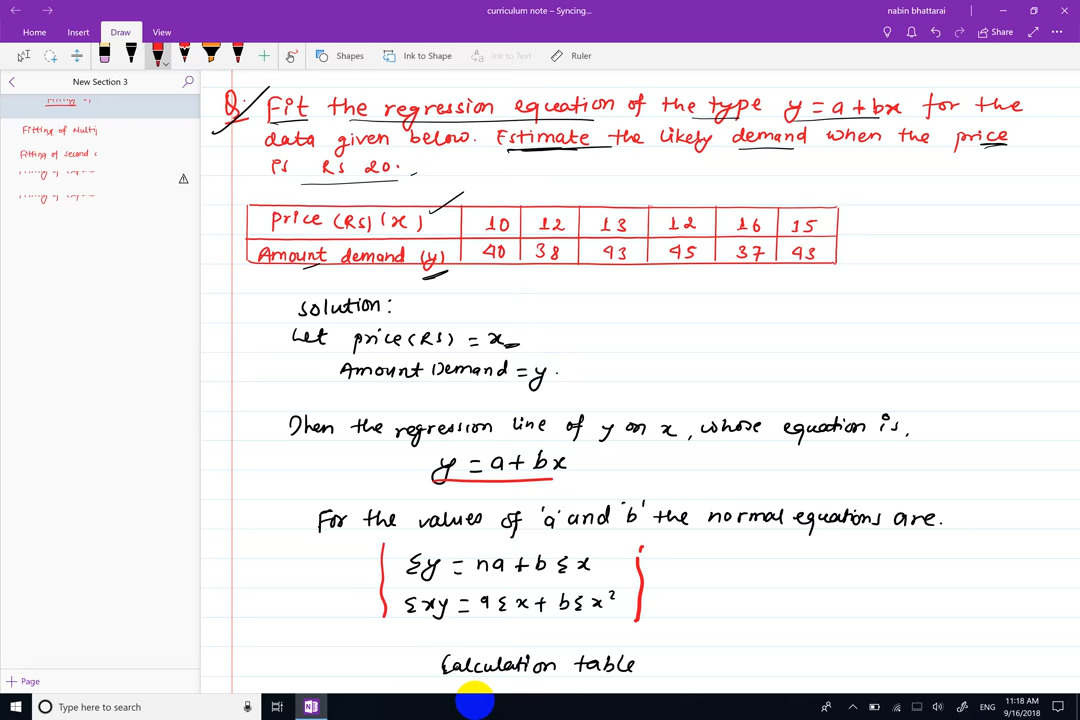 curriculum note – Syncing...
nabin bhattarai
Home Insert Draw View
Share
Shapes Ink to Shape Ink to Text Ruler
New Section 3
Fitting of Multip
Fitting of second o
Q. Fit the regression equation of the type y = a + bx for the
data given below. Estimate the likely demand when the price
is RS 20.
Price (RS) (x) 10 12 13 12 16 15
Amount demand (y) 40 38 43 45 37 43
Solution:
Let price (RS) = x
Amount Demand = y.
Then the regression line of y on x, whose equation is,
y = a + bx
For the values of 'a' and 'b' the normal equations are.
Σy = na + b Σx
Σxy = a Σx + b Σx²
Calculation table
+ Page
Type here to search
ENG
11:18 AM
9/16/2018